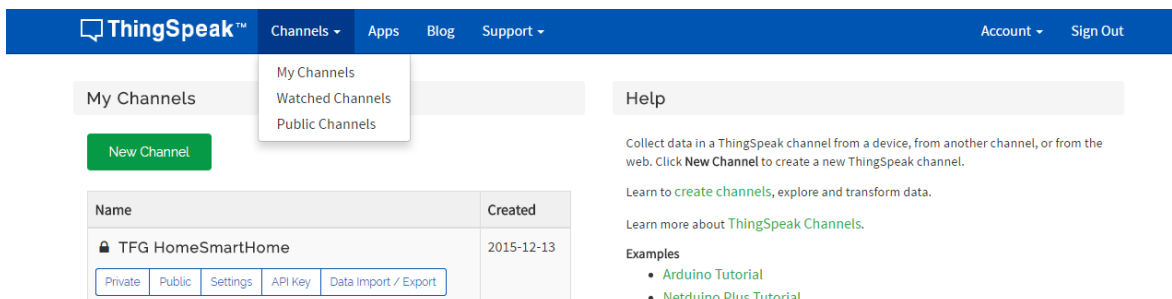 ThingSpeak™ Channels Apps Blog Support Account Sign Out
My Channels
Watched Channels
Public Channels
My Channels
New Channel
Name Created
TFG HomeSmartHome 2015-12-13
Private Public Settings API Key Data Import / Export
Help
Collect data in a ThingSpeak channel from a device, from another channel, or from the
web. Click New Channel to create a new ThingSpeak channel.
Learn to create channels, explore and transform data.
Learn more about ThingSpeak Channels.
Examples
• Arduino Tutorial
• Netduino Plus Tutorial